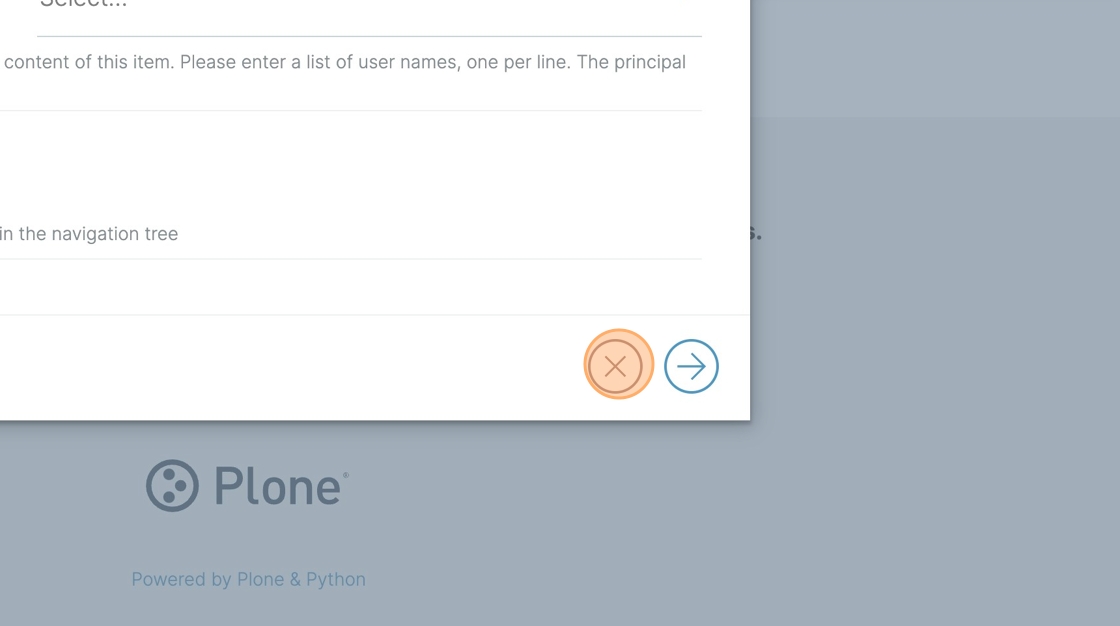 Select...
content of this item. Please enter a list of user names, one per line. The principal
in the navigation tree
s.
Plone®
Powered by Plone & Python